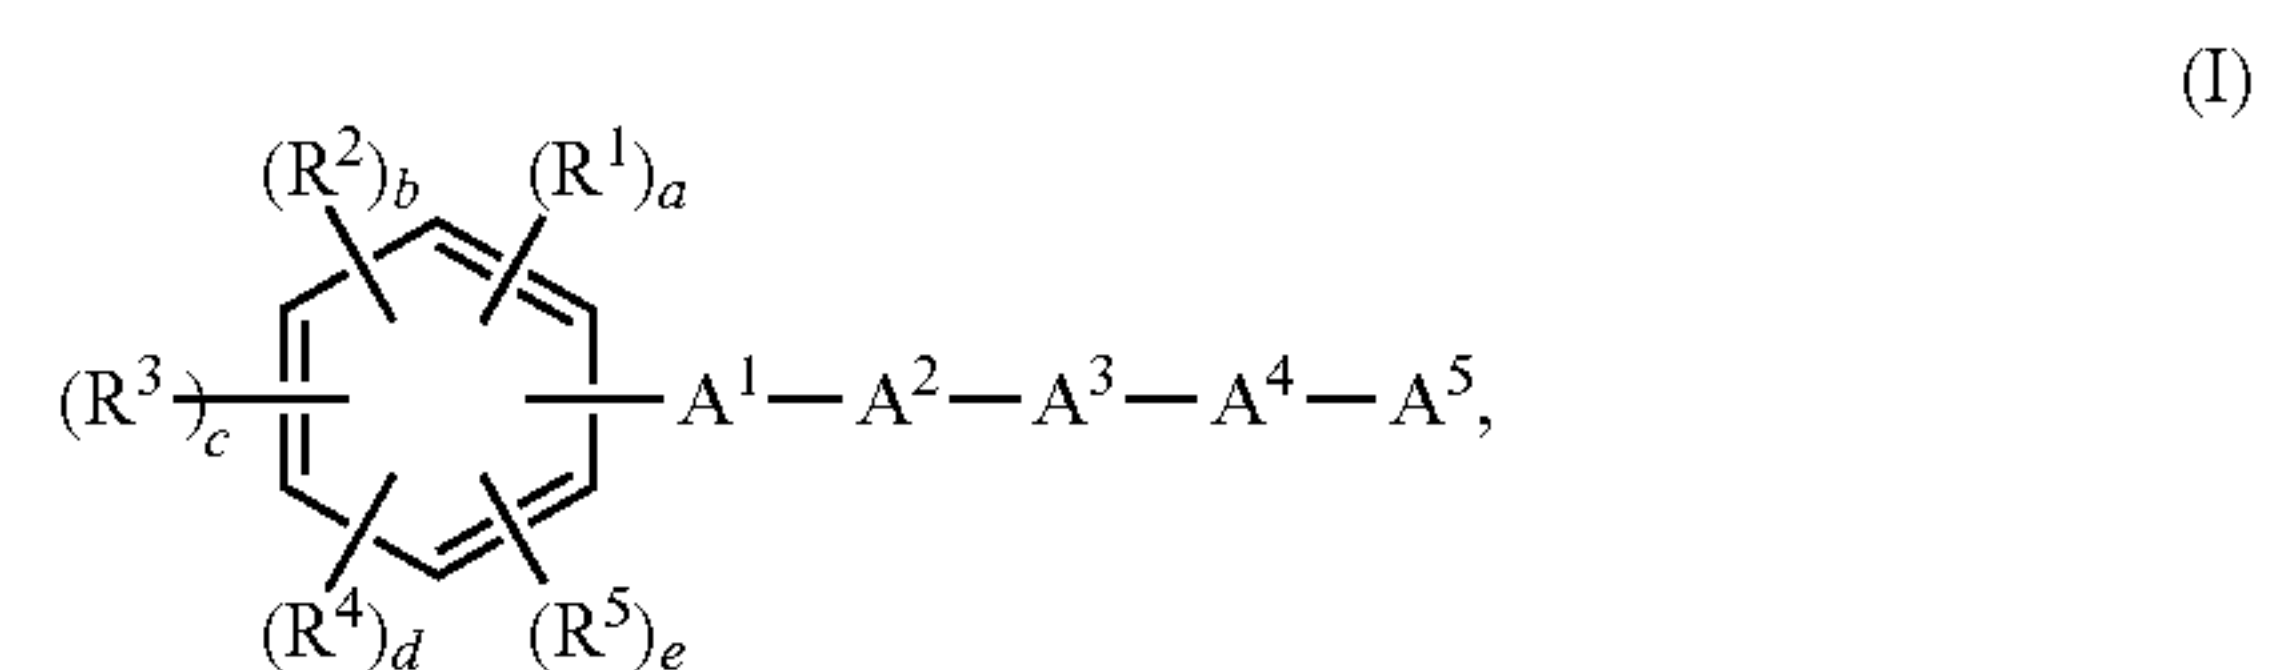 (I)
(R²)b (R¹)a
(R³)c A¹—A²—A³—A⁴—A⁵,
(R⁴)d (R⁵)e